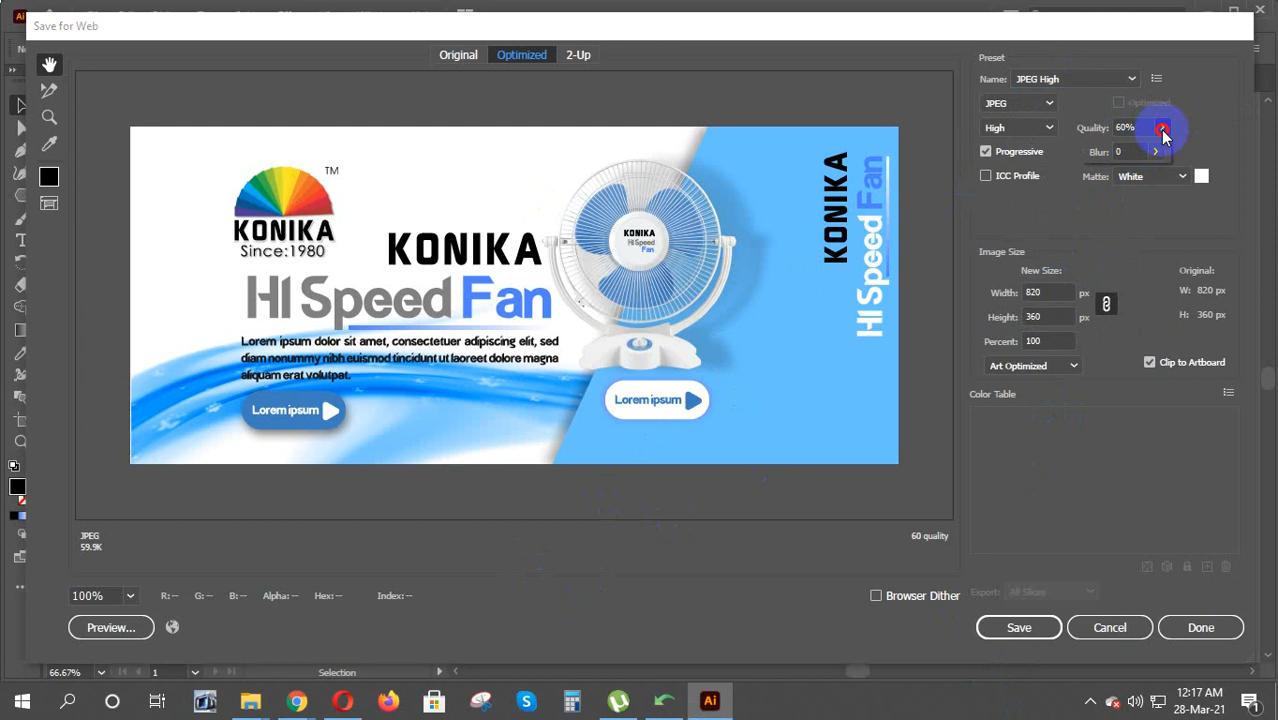 Save for Web
Original Optimized 2-Up
Preset
Name: JPEG High
JPEG
Optimized
High
Quality: 60%
Progressive
Blur: 0
ICC Profile
Matte: White
KONIKA
Since:1980
TM
KONIKA
HI Speed Fan
Lorem ipsum dolor sit amet, consectetuer adipiscing elit, sed
diam nonummy nibh euismod tincidunt ut laoreet dolore magna
aliquam erat volutpat.
Lorem ipsum
KONIKA
Hi Speed
Fan
Lorem ipsum
KONIKA
HI Speed Fan
Image Size
New Size:
Original:
Width: 820 px
W: 820 px
Height: 360 px
H: 360 px
Percent: 100
Art Optimized
Clip to Artboard
Color Table
JPEG
59.9K
60 quality
100%
R: -- G: -- B: -- Alpha: -- Hex: -- Index: --
Browser Dither
Export: All Slices
Preview...
Save
Cancel
Done
66.67%
1
Selection
Ai
12:17 AM
28-Mar-21